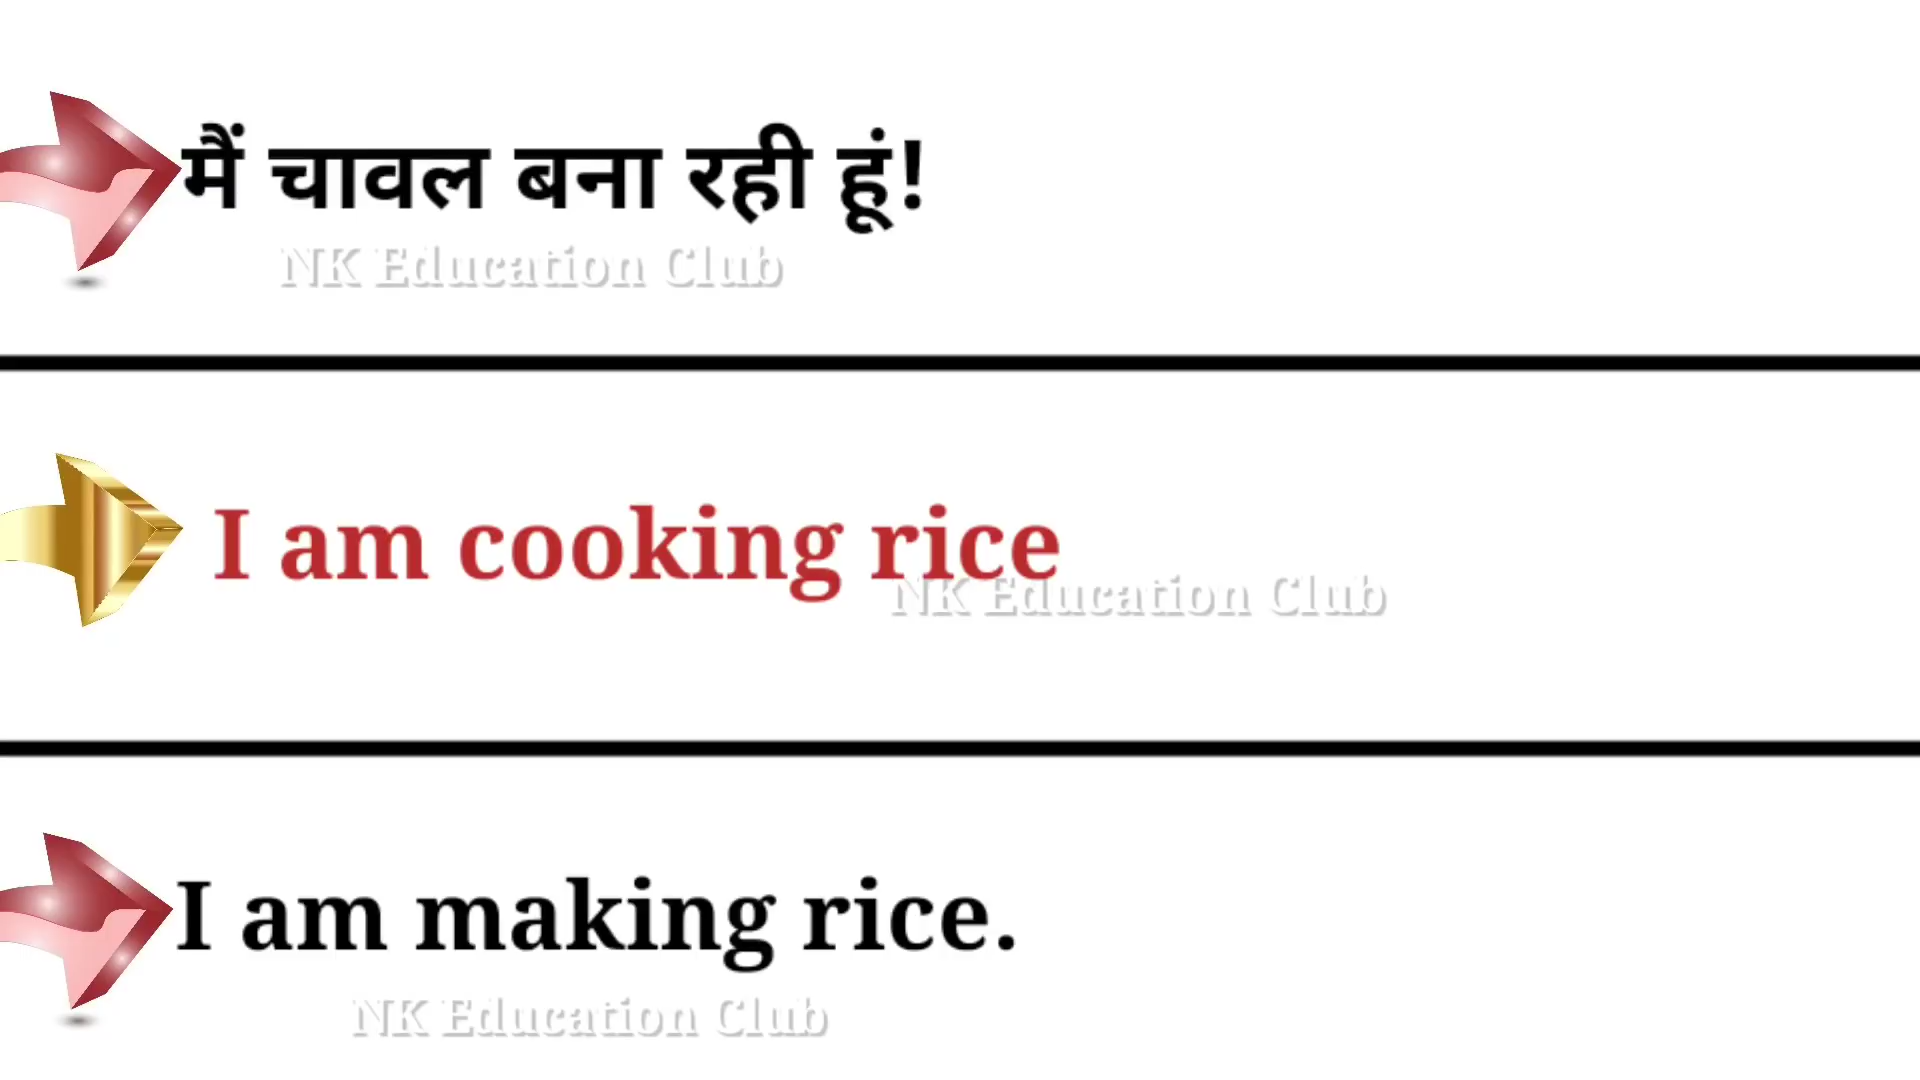 मैं चावल बना रही हूं!
NK Education Club
I am cooking rice
NK Education Club
I am making rice.
NK Education Club